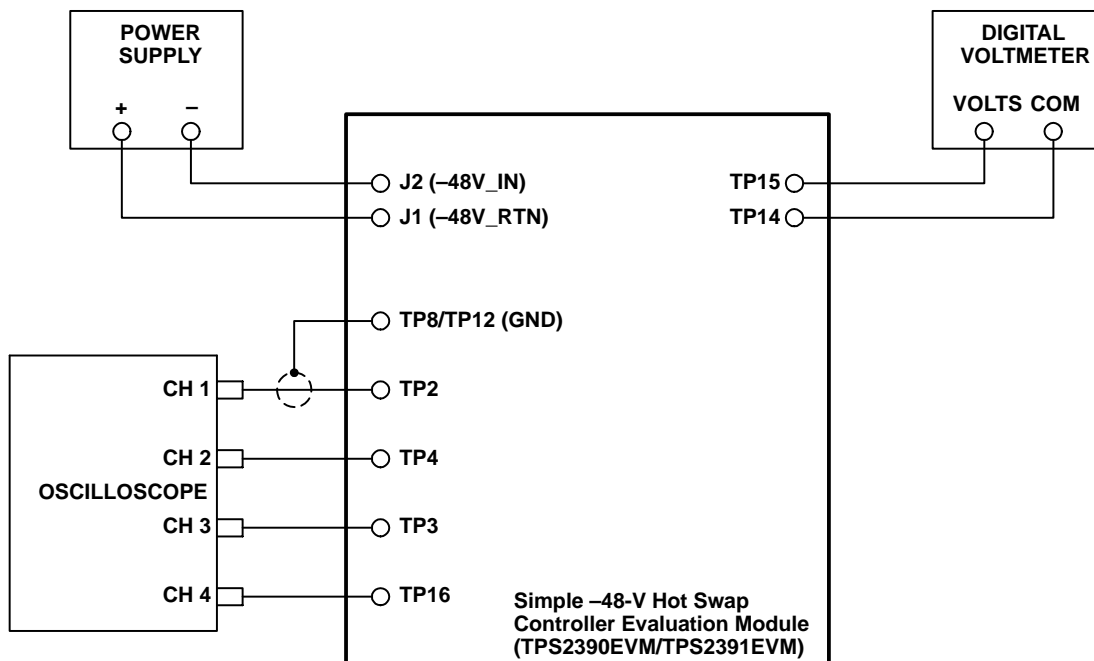 POWER
SUPPLY
+ –
DIGITAL
VOLTMETER
VOLTS COM
J2 (–48V_IN)
J1 (–48V_RTN)
TP15
TP14
TP8/TP12 (GND)
CH 1
TP2
CH 2
TP4
OSCILLOSCOPE
CH 3
TP3
CH 4
TP16
Simple –48-V Hot Swap
Controller Evaluation Module
(TPS2390EVM/TPS2391EVM)